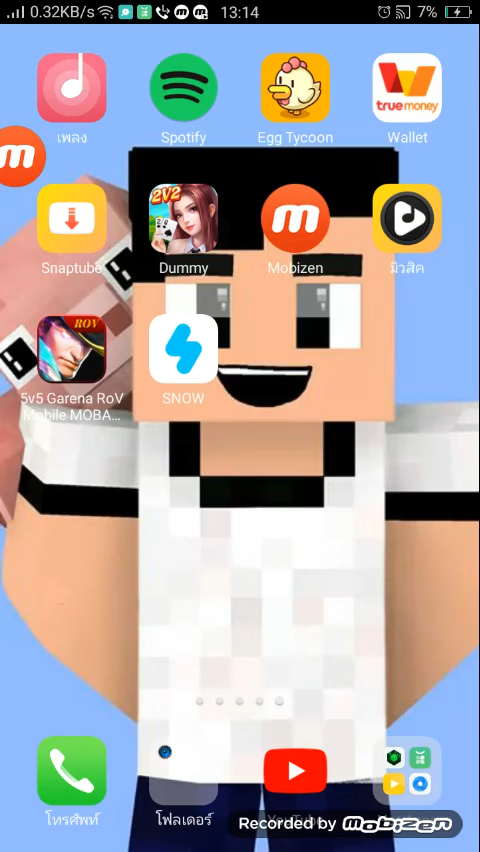 0.32KB/s 13:14 7%
true money
เพลง Spotify Egg Tycoon Wallet
2V2
Snaptube Dummy Mobizen มิวสิค
ROV
5v5 Garena RoV SNOW
Mobile MOBA...
โทรศัพท์ โฟลเดอร์
Recorded by mobizen